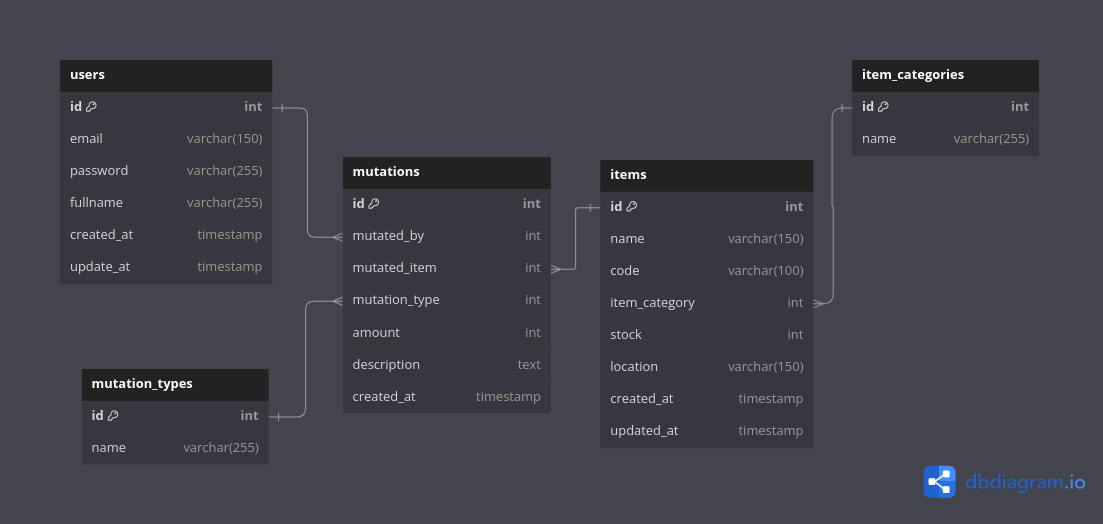 users
id int
email varchar(150)
password varchar(255)
fullname varchar(255)
created_at timestamp
update_at timestamp
mutation_types
id int
name varchar(255)
mutations
id int
mutated_by int
mutated_item int
mutation_type int
amount int
description text
created_at timestamp
items
id int
name varchar(150)
code varchar(100)
item_category int
stock int
location varchar(150)
created_at timestamp
updated_at timestamp
item_categories
id int
name varchar(255)
dbdiagram.io